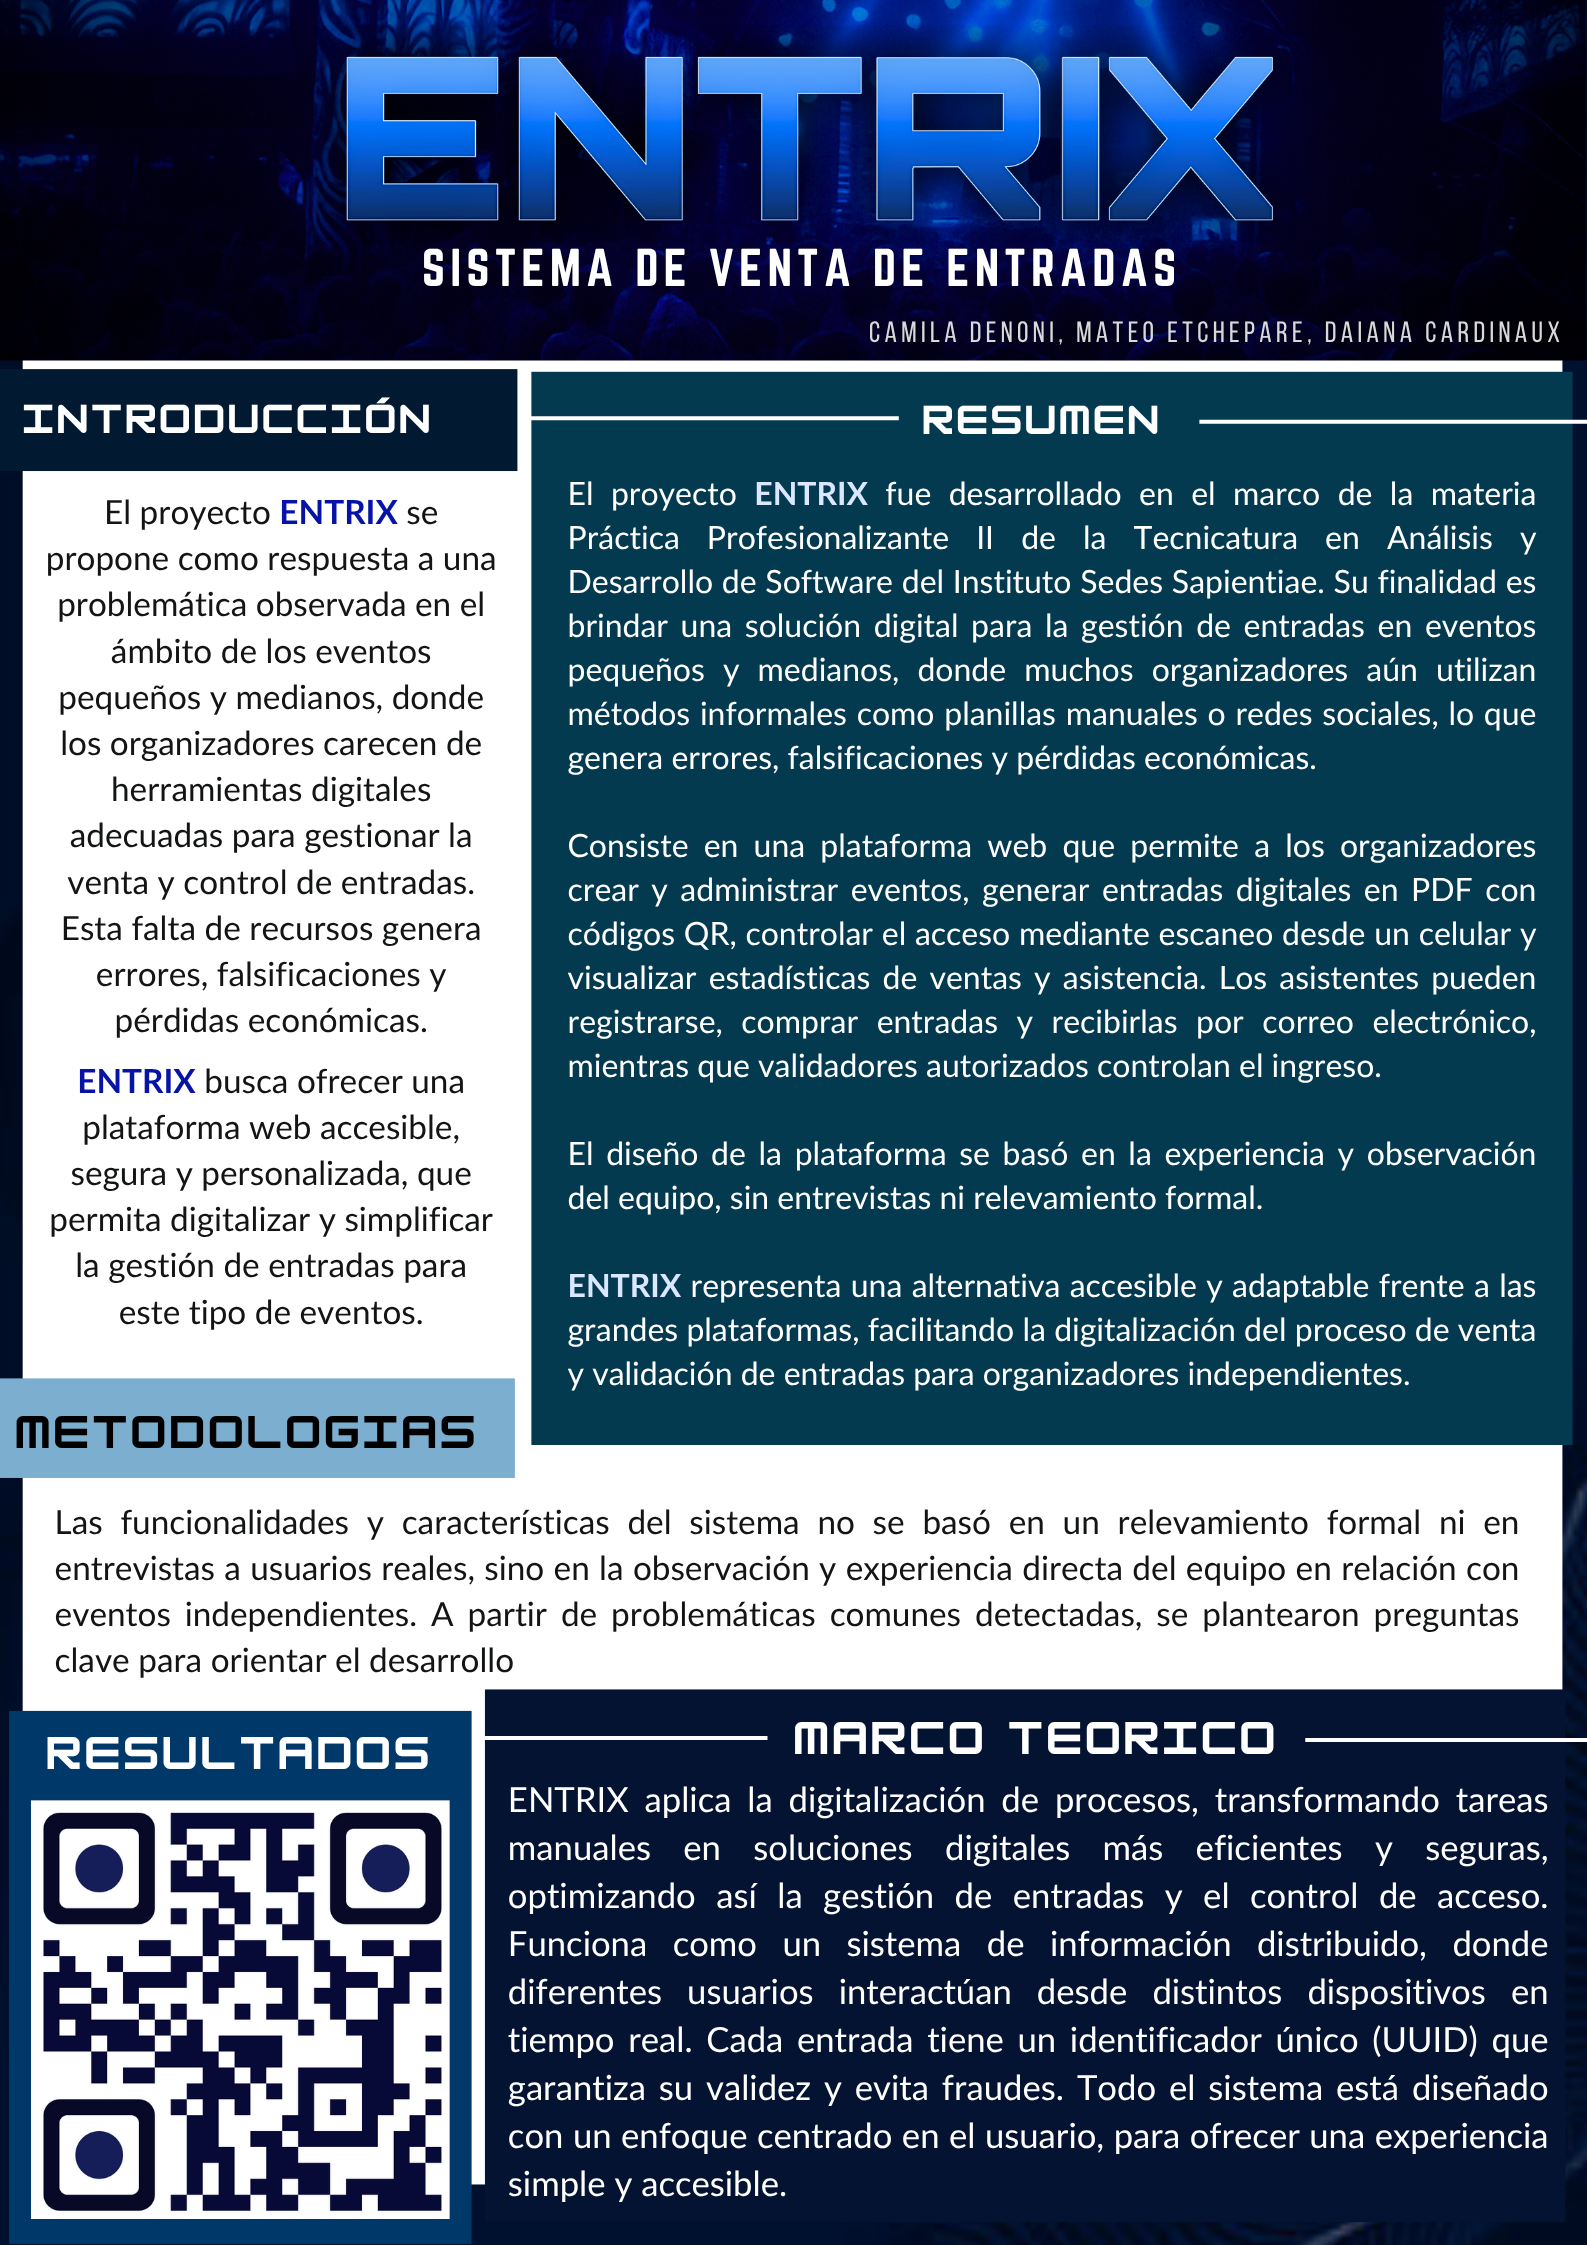 ENTRIX
SISTEMA DE VENTA DE ENTRADAS
CAMILA DENONI, MATEO ETCHEPARE, DAIANA CARDINAUX
INTRODUCCIÓN
El proyecto ENTRIX se
propone como respuesta a una
problemática observada en el
ámbito de los eventos
pequeños y medianos, donde
los organizadores carecen de
herramientas digitales
adecuadas para gestionar la
venta y control de entradas.
Esta falta de recursos genera
errores, falsificaciones y
pérdidas económicas.
ENTRIX busca ofrecer una
plataforma web accesible,
segura y personalizada, que
permita digitalizar y simplificar
la gestión de entradas para
este tipo de eventos.
RESUMEN
El proyecto ENTRIX fue desarrollado en el marco de la materia
Práctica Profesionalizante II de la Tecnicatura en Análisis y
Desarrollo de Software del Instituto Sedes Sapientiae. Su finalidad es
brindar una solución digital para la gestión de entradas en eventos
pequeños y medianos, donde muchos organizadores aún utilizan
métodos informales como planillas manuales o redes sociales, lo que
genera errores, falsificaciones y pérdidas económicas.
Consiste en una plataforma web que permite a los organizadores
crear y administrar eventos, generar entradas digitales en PDF con
códigos QR, controlar el acceso mediante escaneo desde un celular y
visualizar estadísticas de ventas y asistencia. Los asistentes pueden
registrarse, comprar entradas y recibirlas por correo electrónico,
mientras que validadores autorizados controlan el ingreso.
El diseño de la plataforma se basó en la experiencia y observación
del equipo, sin entrevistas ni relevamiento formal.
ENTRIX representa una alternativa accesible y adaptable frente a las
grandes plataformas, facilitando la digitalización del proceso de venta
y validación de entradas para organizadores independientes.
METODOLOGIAS
Las funcionalidades y características del sistema no se basó en un relevamiento formal ni en
entrevistas a usuarios reales, sino en la observación y experiencia directa del equipo en relación con
eventos independientes. A partir de problemáticas comunes detectadas, se plantearon preguntas
clave para orientar el desarrollo
RESULTADOS
MARCO TEORICO
ENTRIX aplica la digitalización de procesos, transformando tareas
manuales en soluciones digitales más eficientes y seguras,
optimizando así la gestión de entradas y el control de acceso.
Funciona como un sistema de información distribuido, donde
diferentes usuarios interactúan desde distintos dispositivos en
tiempo real. Cada entrada tiene un identificador único (UUID) que
garantiza su validez y evita fraudes. Todo el sistema está diseñado
con un enfoque centrado en el usuario, para ofrecer una experiencia
simple y accesible.